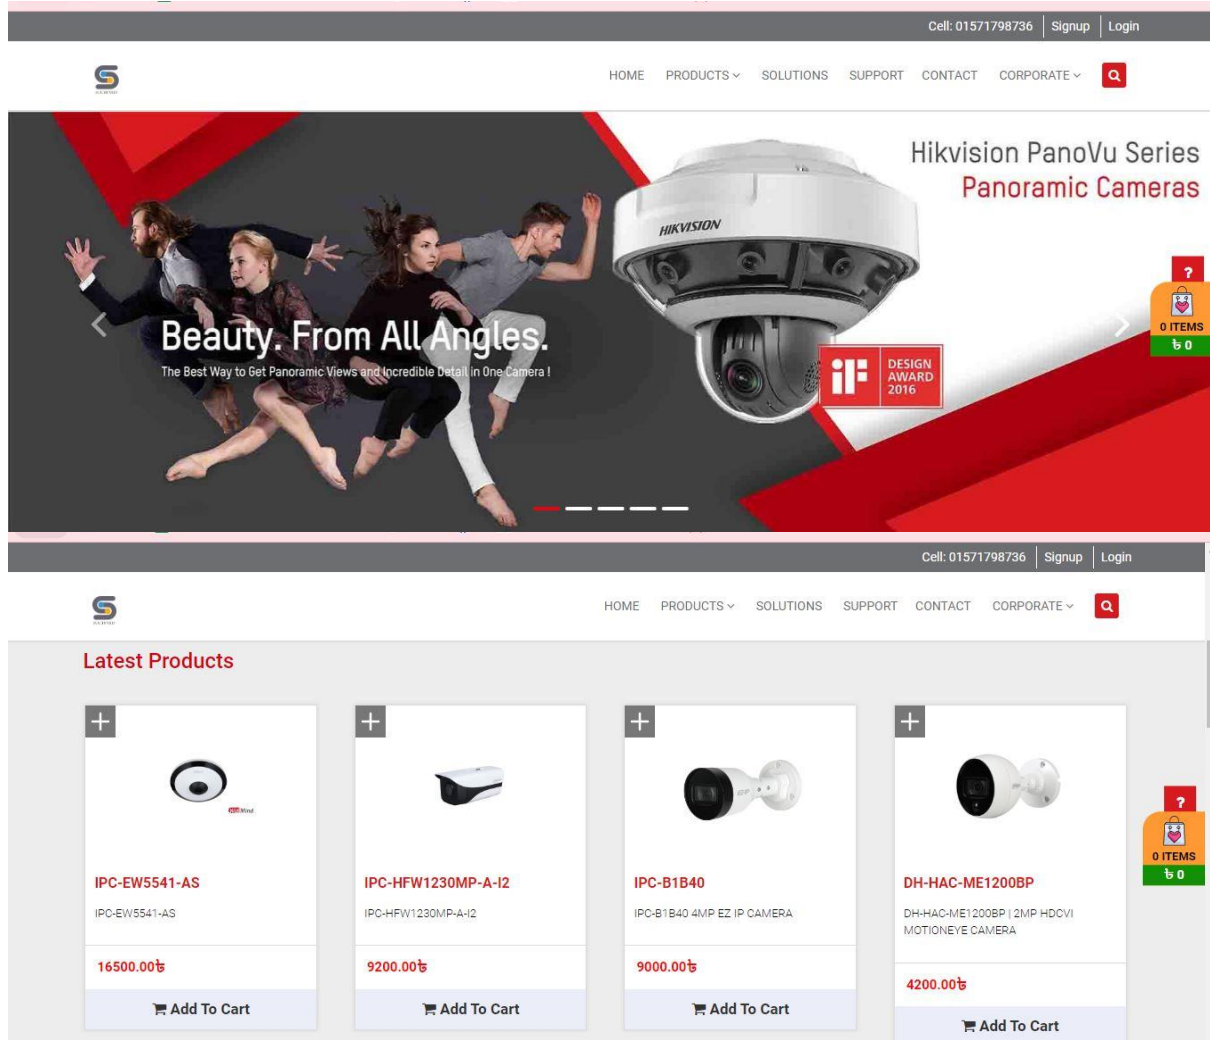 Cell: 01571798736 Signup Login
HOME PRODUCTS SOLUTIONS SUPPORT CONTACT CORPORATE
Hikvision PanoVu Series
Panoramic Cameras
HIKVISION
Beauty. From All Angles.
The Best Way to Get Panoramic Views and Incredible Detail in One Camera !
DESIGN
AWARD
2016
?
0 ITEMS
৳ 0
Cell: 01571798736 Signup Login
HOME PRODUCTS SOLUTIONS SUPPORT CONTACT CORPORATE
Latest Products
IPC-EW5541-AS
IPC-EW5541-AS
16500.00৳
Add To Cart
IPC-HFW1230MP-A-I2
IPC-HFW1230MP-A-I2
9200.00৳
Add To Cart
IPC-B1B40
IPC-B1B40 4MP EZ IP CAMERA
9000.00৳
Add To Cart
DH-HAC-ME1200BP
DH-HAC-ME1200BP | 2MP HDCVI
MOTIONEYE CAMERA
4200.00৳
Add To Cart
?
0 ITEMS
৳ 0